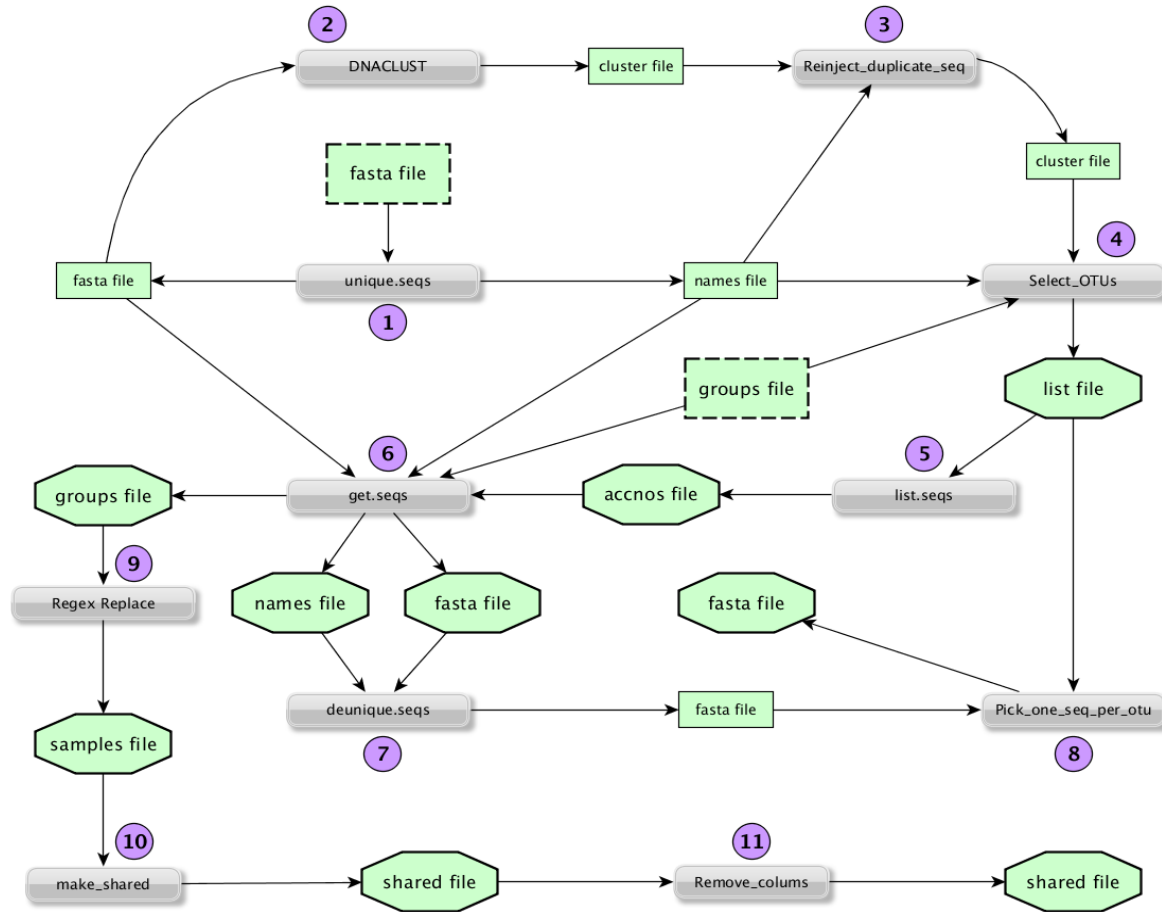 2
3
DNACLUST
cluster file
Reinject_duplicate_seq
fasta file
cluster file
4
fasta file
unique.seqs
names file
Select_OTUs
1
groups file
list file
6
5
groups file
get.seqs
accnos file
list.seqs
9
Regex Replace
names file
fasta file
fasta file
deunique.seqs
fasta file
Pick_one_seq_per_otu
samples file
7
8
10
11
make_shared
shared file
Remove_colums
shared file